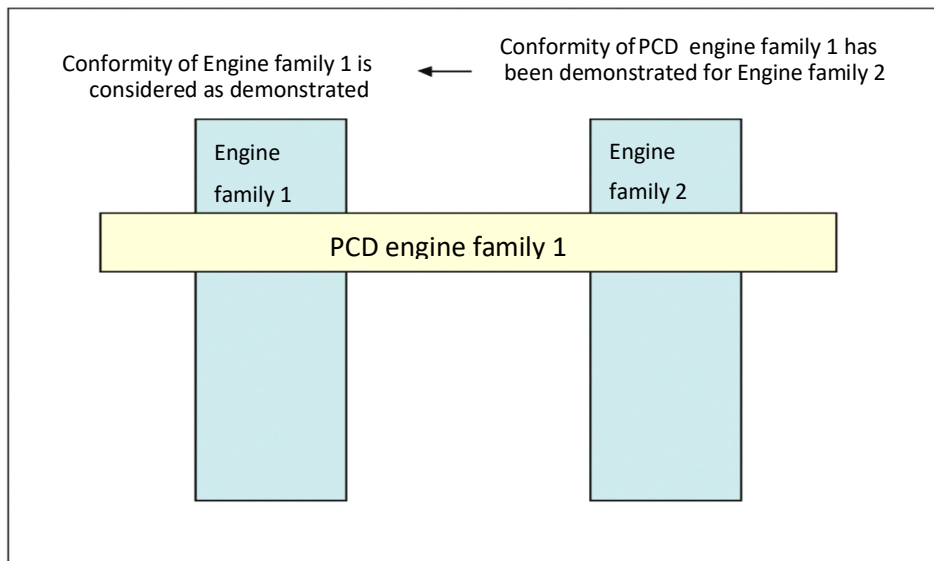 Conformity of Engine family 1 is
considered as demonstrated
Conformity of PCD engine family 1 has
been demonstrated for Engine family 2
Engine
family 1
Engine
family 2
PCD engine family 1